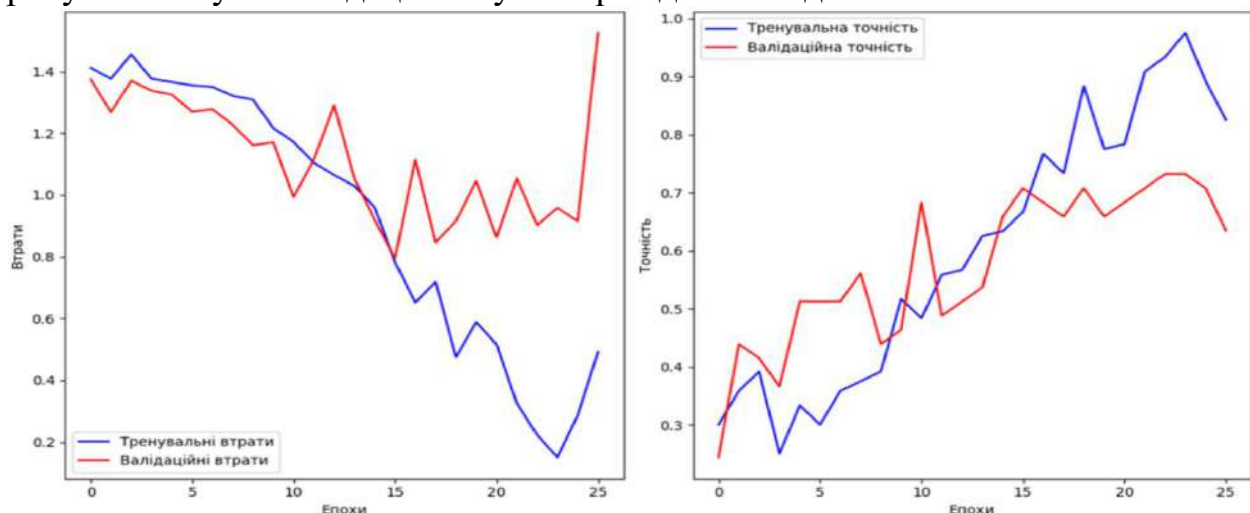 1.4
1.2
1.0
0.8
0.6
0.4
0.2
Втрати
Тренувальні втрати
Валідаційні втрати
0 5 10 15 20 25
Епохи
1.0
0.9
0.8
0.7
0.6
0.5
0.4
0.3
Точність
Тренувальна точність
Валідаційна точність
0 5 10 15 20 25
Епохи